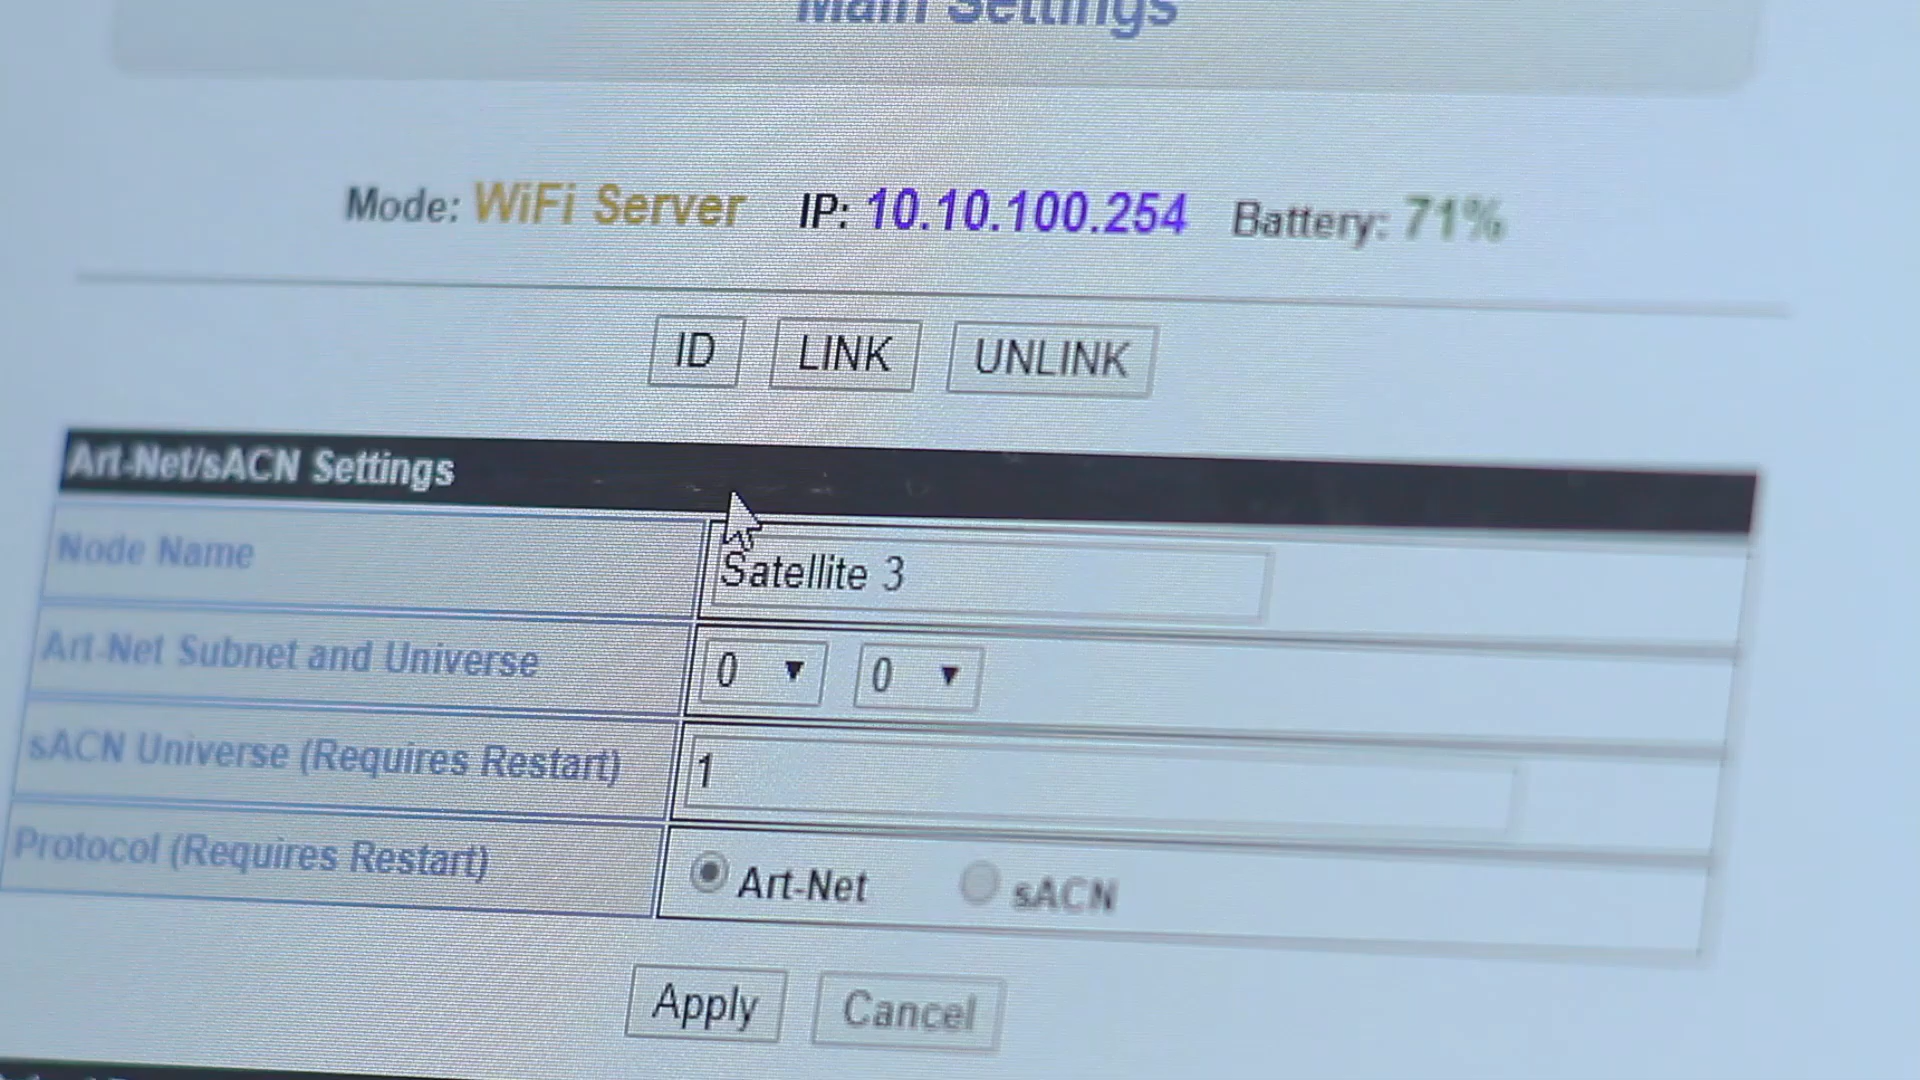 Main Settings
Mode: WiFi Server IP: 10.10.100.254 Battery: 71%
ID LINK UNLINK
Art-Net/sACN Settings
Node Name Satellite 3
Art-Net Subnet and Universe 0 ▼ 0 ▼
sACN Universe (Requires Restart) 1
Protocol (Requires Restart) Art-Net sACN
Apply Cancel